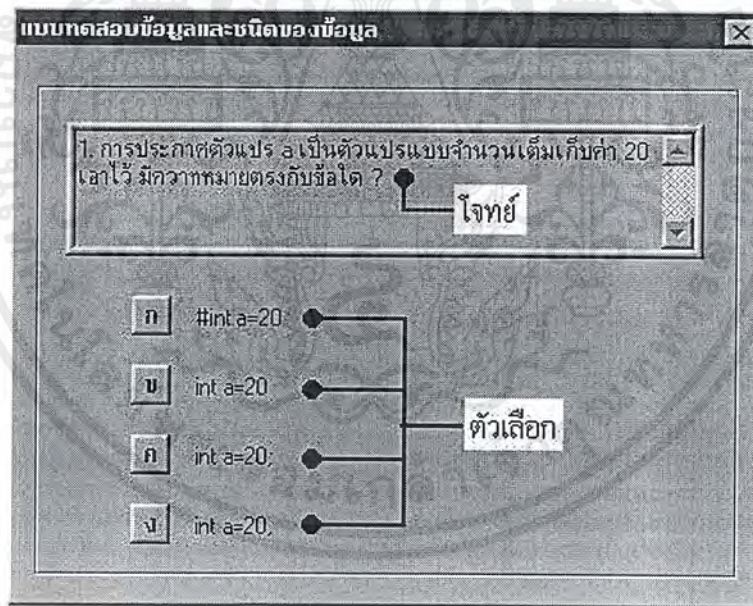 แบบทดสอบข้อมูลและชนิดของข้อมูล
1. การประกาศตัวแปร a เป็นตัวแปรแบบจำนวนเต็มเก็บค่า 20
เอาไว้ มีความหมายตรงกับข้อใด ?
โจทย์
ก #int a=20
ข int a=20
ค int a=20;
ง int a=20,
ตัวเลือก